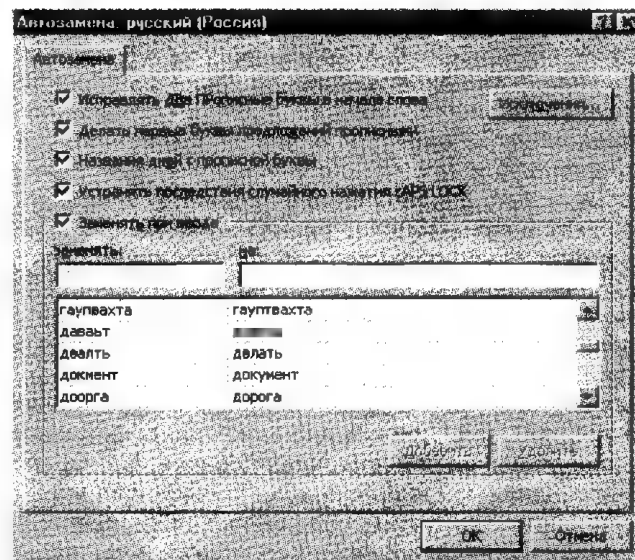 Автозамена: русский (Россия)
Автозамена
Исправлять ДВе ПРописные буквы в начале слова
Исключения...
Делать первые буквы предложений прописными
Названия дней с прописной буквы
Устранять последствия случайного нажатия cAPS LOCK
Заменять при вводе
заменять: на:
гаупвахта гауптвахта
даваьт
деалть делать
докмент документ
доорга дорога
Добавить Удалить
OK Отмена